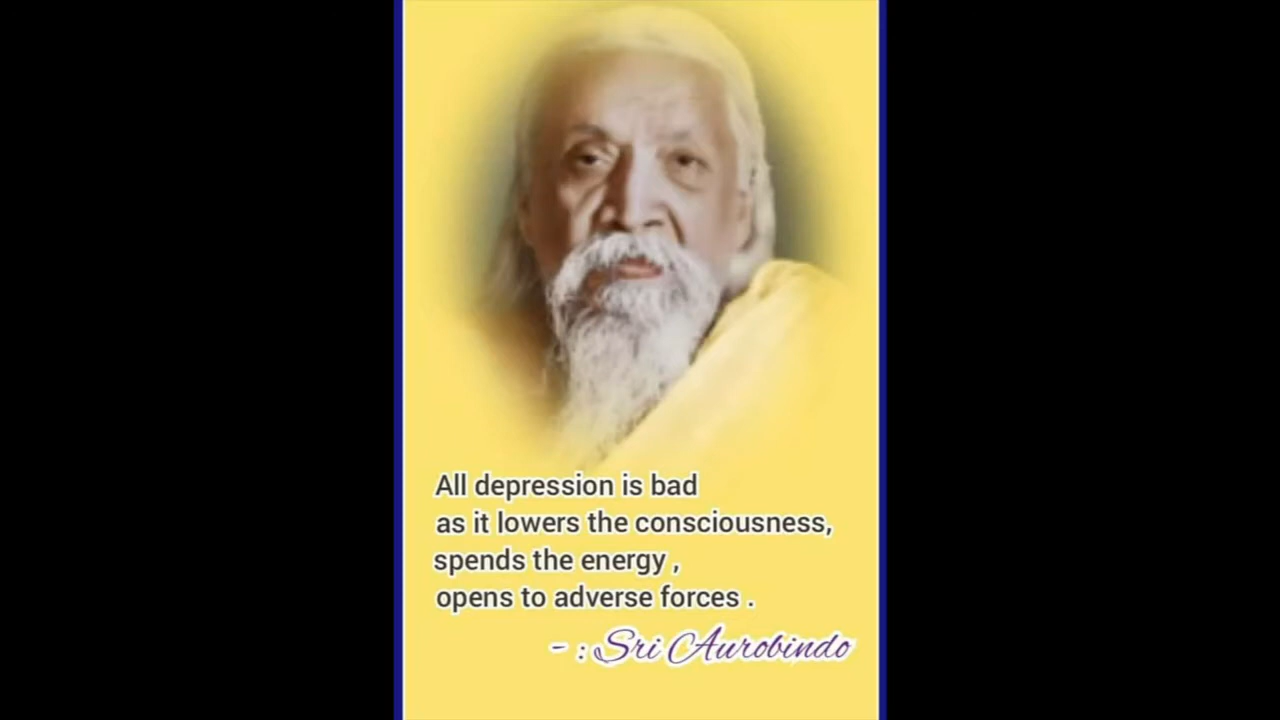 All depression is bad
as it lowers the consciousness,
spends the energy ,
opens to adverse forces .
- : Sri Aurobindo